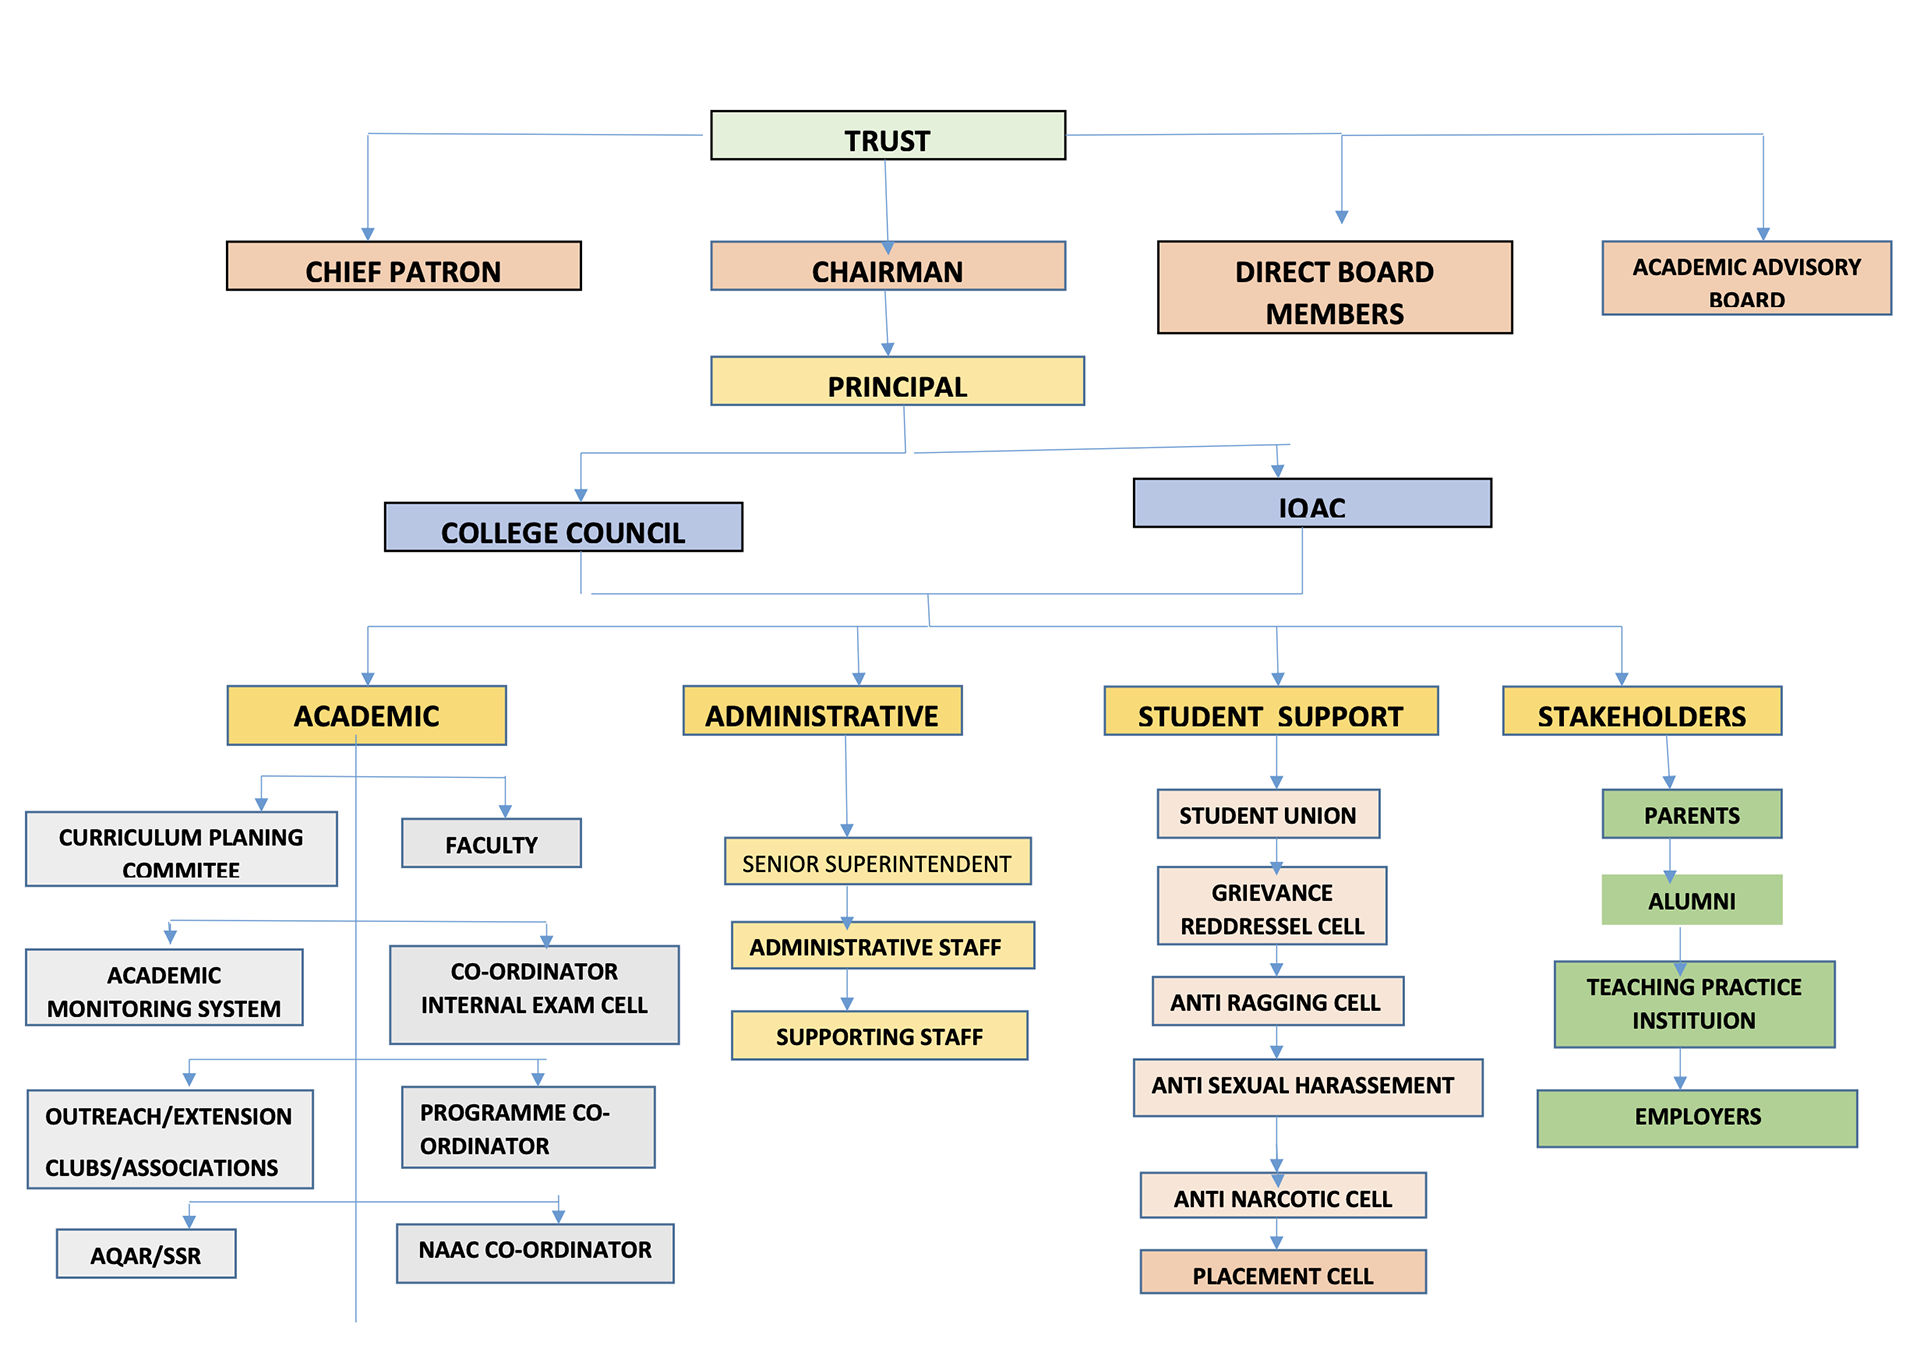 TRUST
CHIEF PATRON
CHAIRMAN
DIRECT BOARD
MEMBERS
ACADEMIC ADVISORY
BOARD
PRINCIPAL
COLLEGE COUNCIL
IQAC
ACADEMIC
ADMINISTRATIVE
STUDENT SUPPORT
STAKEHOLDERS
CURRICULUM PLANING
COMMITEE
FACULTY
ACADEMIC
MONITORING SYSTEM
CO-ORDINATOR
INTERNAL EXAM CELL
OUTREACH/EXTENSION
CLUBS/ASSOCIATIONS
PROGRAMME CO-
ORDINATOR
AQAR/SSR
NAAC CO-ORDINATOR
SENIOR SUPERINTENDENT
ADMINISTRATIVE STAFF
SUPPORTING STAFF
STUDENT UNION
GRIEVANCE
REDDRESSEL CELL
ANTI RAGGING CELL
ANTI SEXUAL HARASSEMENT
ANTI NARCOTIC CELL
PLACEMENT CELL
PARENTS
ALUMNI
TEACHING PRACTICE
INSTITUION
EMPLOYERS